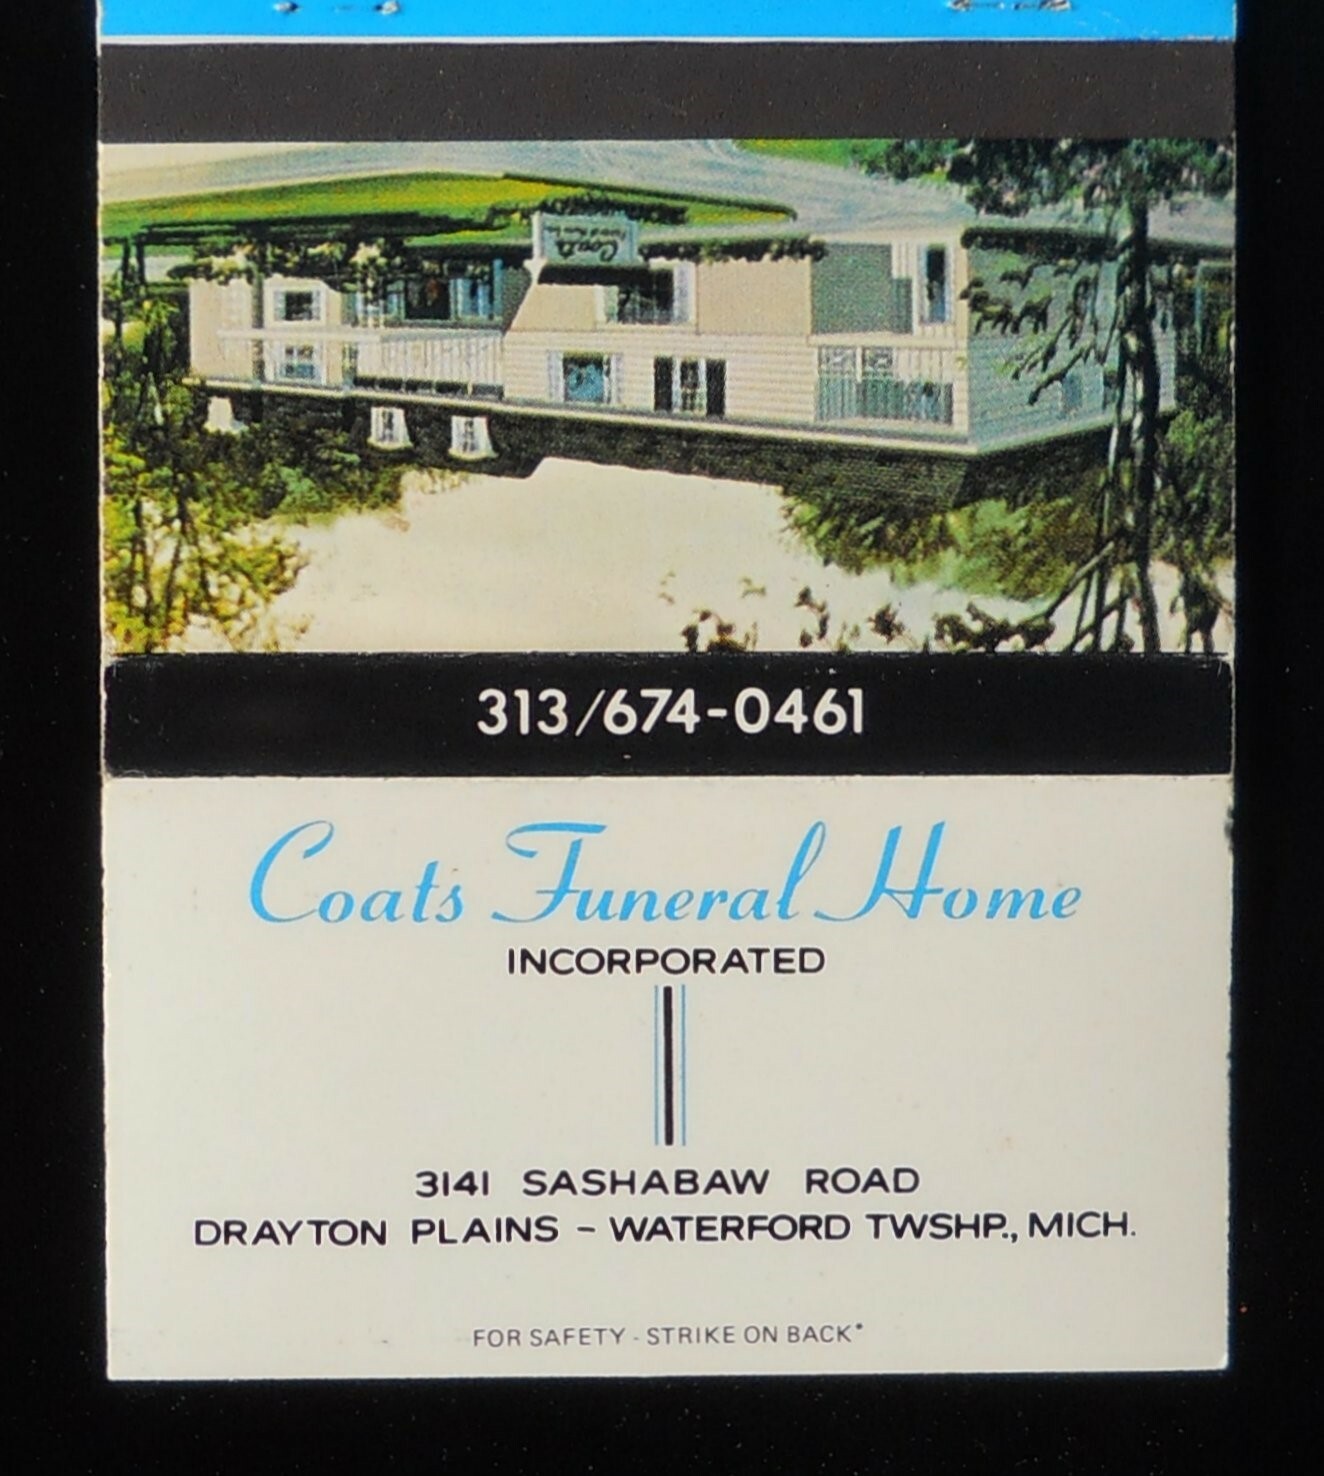 Coats
313/674-0461
Coats Funeral Home
INCORPORATED
3141 SASHABAW ROAD
DRAYTON PLAINS - WATERFORD TWSHP., MICH.
FOR SAFETY - STRIKE ON BACK